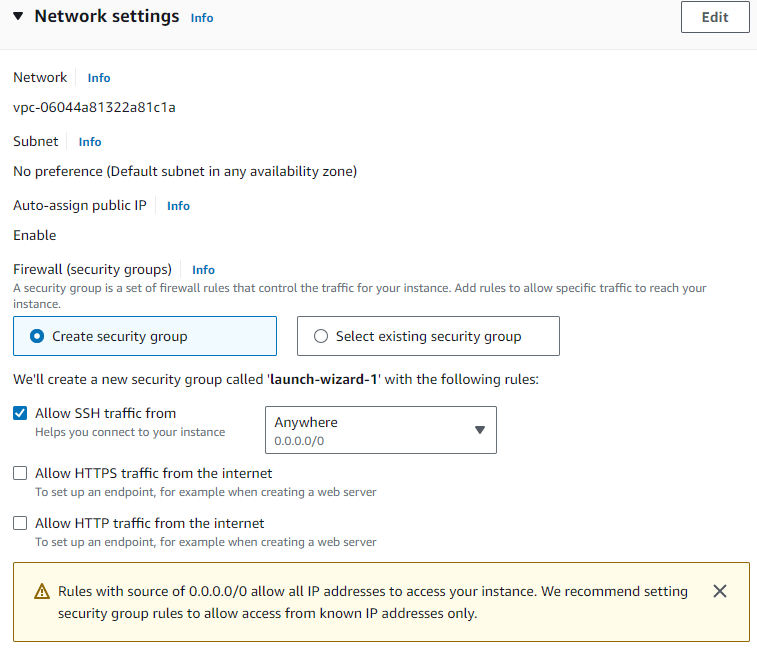 Network settings Info
Edit
Network Info
vpc-06044a81322a81c1a
Subnet Info
No preference (Default subnet in any availability zone)
Auto-assign public IP Info
Enable
Firewall (security groups) Info
A security group is a set of firewall rules that control the traffic for your instance. Add rules to allow specific traffic to reach your
instance.
Create security group
Select existing security group
We'll create a new security group called 'launch-wizard-1' with the following rules:
Allow SSH traffic from
Helps you connect to your instance
Anywhere
0.0.0.0/0
Allow HTTPS traffic from the internet
To set up an endpoint, for example when creating a web server
Allow HTTP traffic from the internet
To set up an endpoint, for example when creating a web server
Rules with source of 0.0.0.0/0 allow all IP addresses to access your instance. We recommend setting
security group rules to allow access from known IP addresses only.